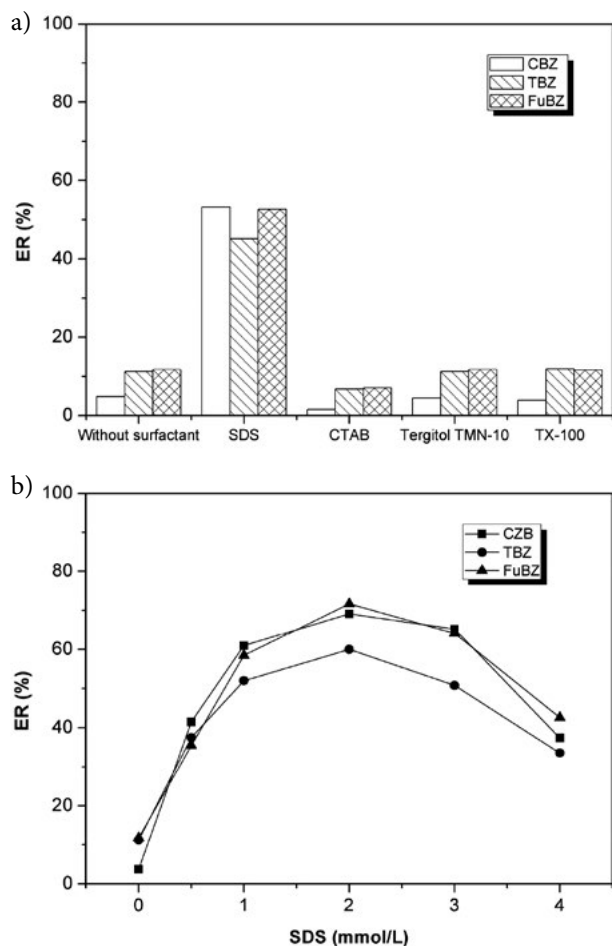 a)
100
80
60
40
20
0
ER (%)
CBZ
TBZ
FuBZ
Without surfactant SDS CTAB Tergitol TMN-10 TX-100
b)
100
80
60
40
20
0
ER (%)
CZB
TBZ
FuBZ
0 1 2 3 4
SDS (mmol/L)